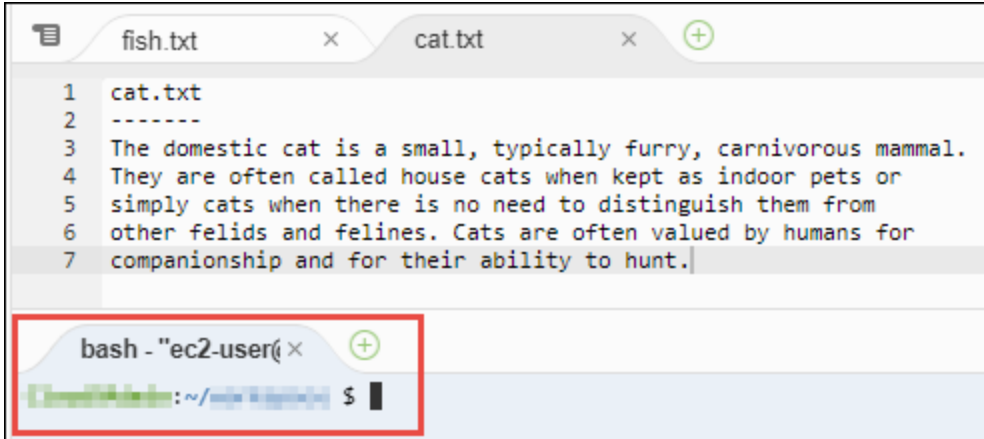 fish.txt × cat.txt ×
1 cat.txt
2 -------
3 The domestic cat is a small, typically furry, carnivorous mammal.
4 They are often called house cats when kept as indoor pets or
5 simply cats when there is no need to distinguish them from
6 other felids and felines. Cats are often valued by humans for
7 companionship and for their ability to hunt.
bash - "ec2-user( ×
:~/ $